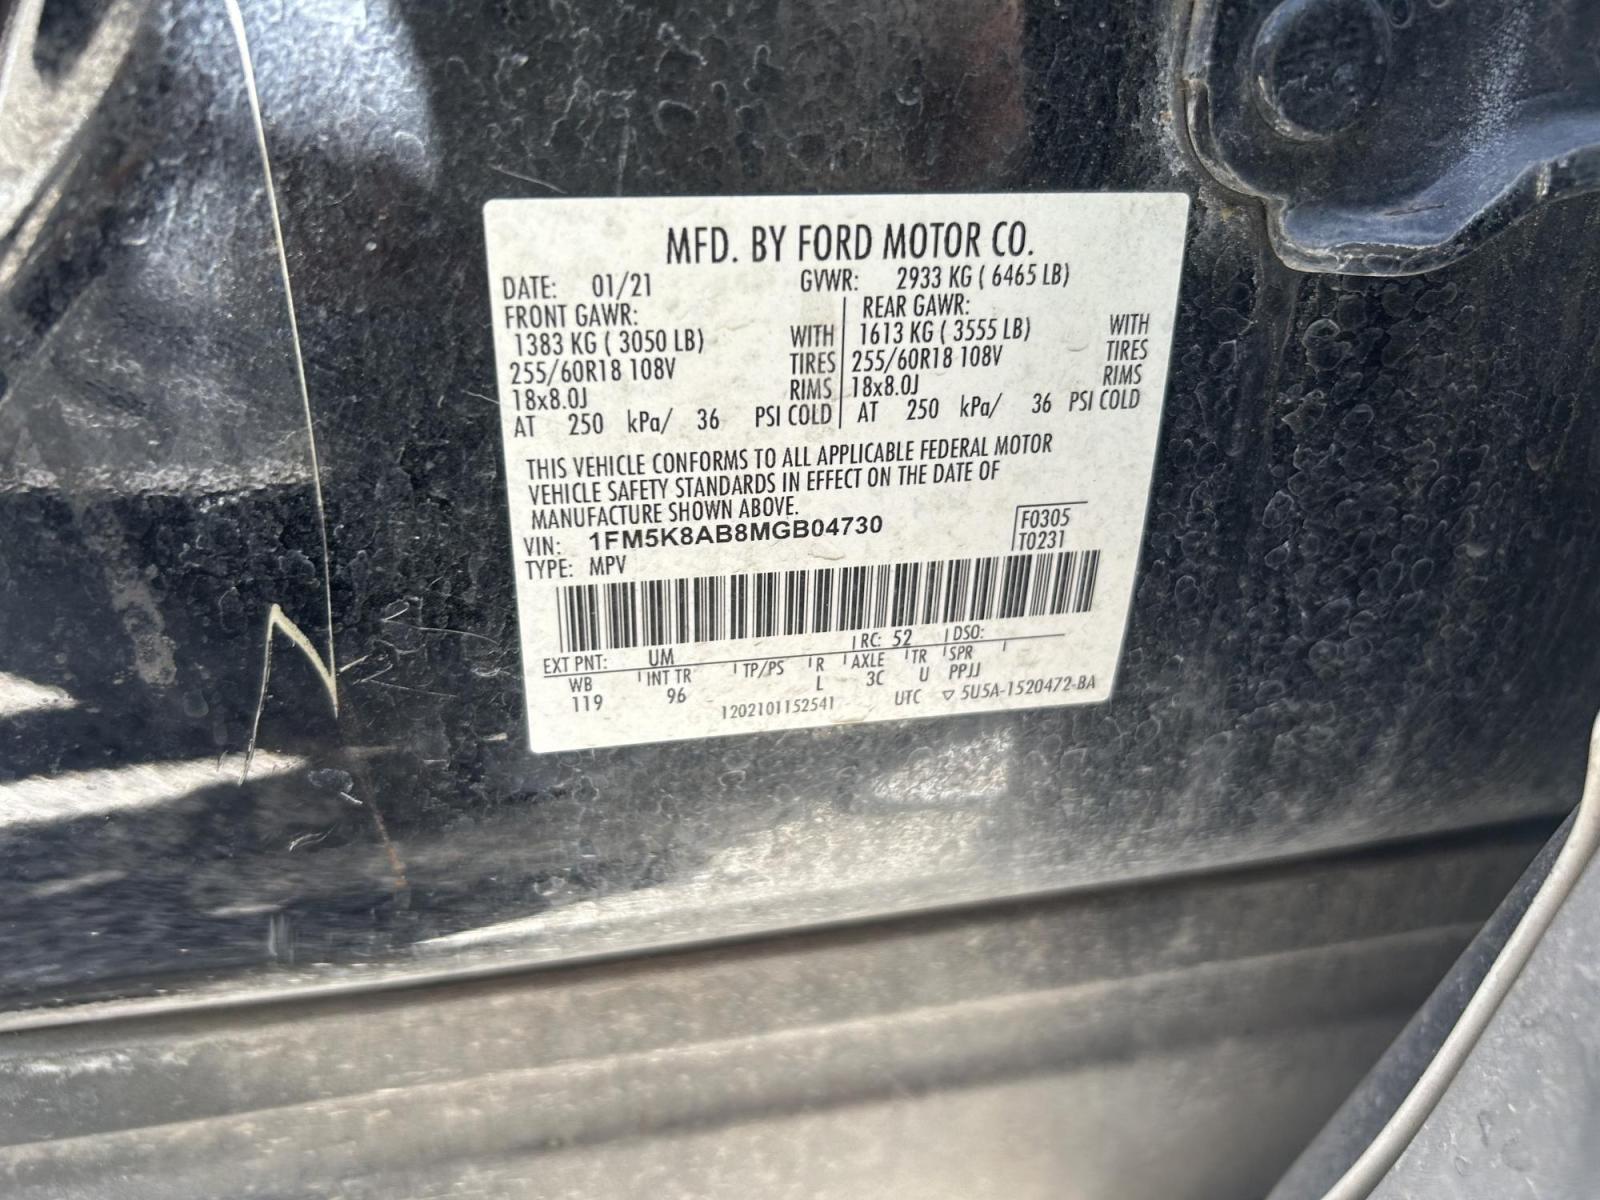 MFD. BY FORD MOTOR CO.
DATE: 01/21 GVWR: 2933 KG ( 6465 LB)
FRONT GAWR: REAR GAWR:
1383 KG ( 3050 LB) WITH 1613 KG ( 3555 LB) WITH
255/60R18 108V TIRES 255/60R18 108V TIRES
18x8.0J RIMS 18x8.0J RIMS
AT 250 kPa/ 36 PSI COLD AT 250 kPa/ 36 PSI COLD
THIS VEHICLE CONFORMS TO ALL APPLICABLE FEDERAL MOTOR
VEHICLE SAFETY STANDARDS IN EFFECT ON THE DATE OF
MANUFACTURE SHOWN ABOVE.
VIN: 1FM5K8AB8MGB04730 F0305
TYPE: MPV T0231
EXT PNT: UM RC: 52 DSO:
WB INT TR TP/PS R AXLE TR SPR
119 96 L 3C U PPJJ
1202101152541 UTC ▽ 5U5A-1520472-BA